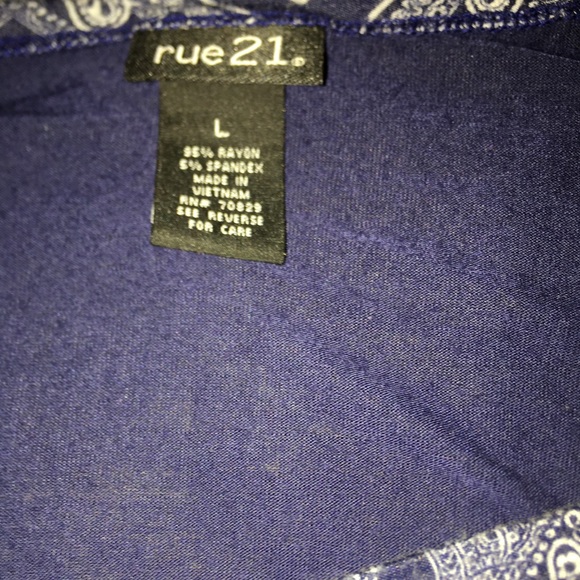 rue21®
L
95% RAYON
5% SPANDEX
MADE IN
VIETNAM
RN# 70829
SEE REVERSE
FOR CARE